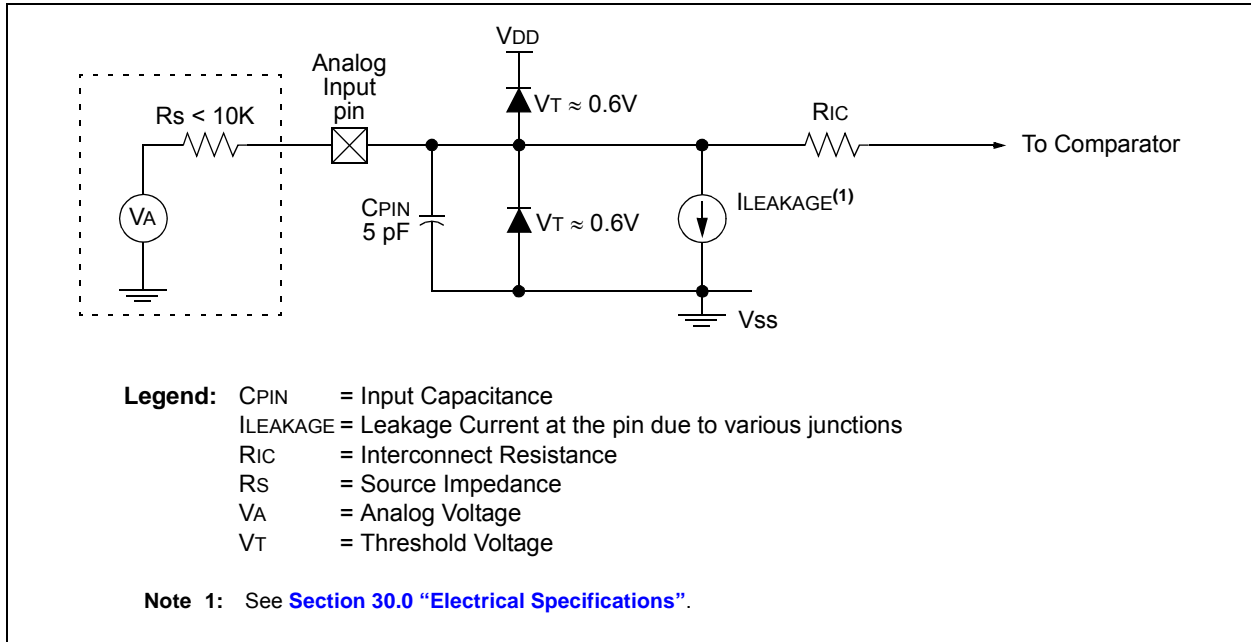 VDD
Analog
Input
pin
Rs < 10K
VT ≈ 0.6V
RIC
To Comparator
VA
CPIN
5 pF
VT ≈ 0.6V
ILEAKAGE(1)
Vss
Legend: CPIN = Input Capacitance
ILEAKAGE = Leakage Current at the pin due to various junctions
RIC = Interconnect Resistance
RS = Source Impedance
VA = Analog Voltage
VT = Threshold Voltage
Note 1: See Section 30.0 “Electrical Specifications”.